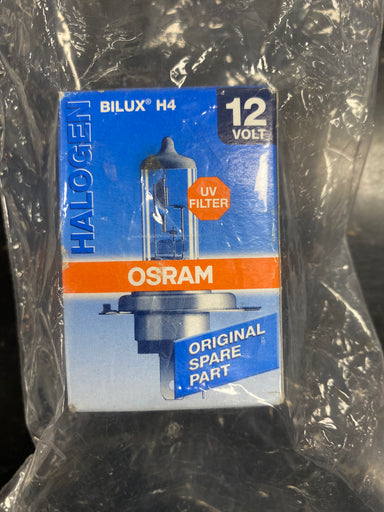 HALOGEN
BILUX® H4
12
VOLT
UV
FILTER
OSRAM
ORIGINAL
SPARE
PART